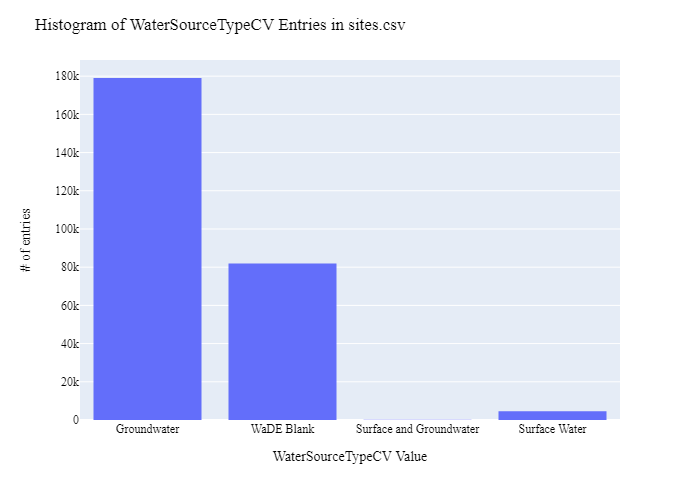 Histogram of WaterSourceTypeCV Entries in sites.csv
180k
160k
140k
120k
100k
80k
60k
40k
20k
0
# of entries
Groundwater
WaDE Blank
Surface and Groundwater
Surface Water
WaterSourceTypeCV Value